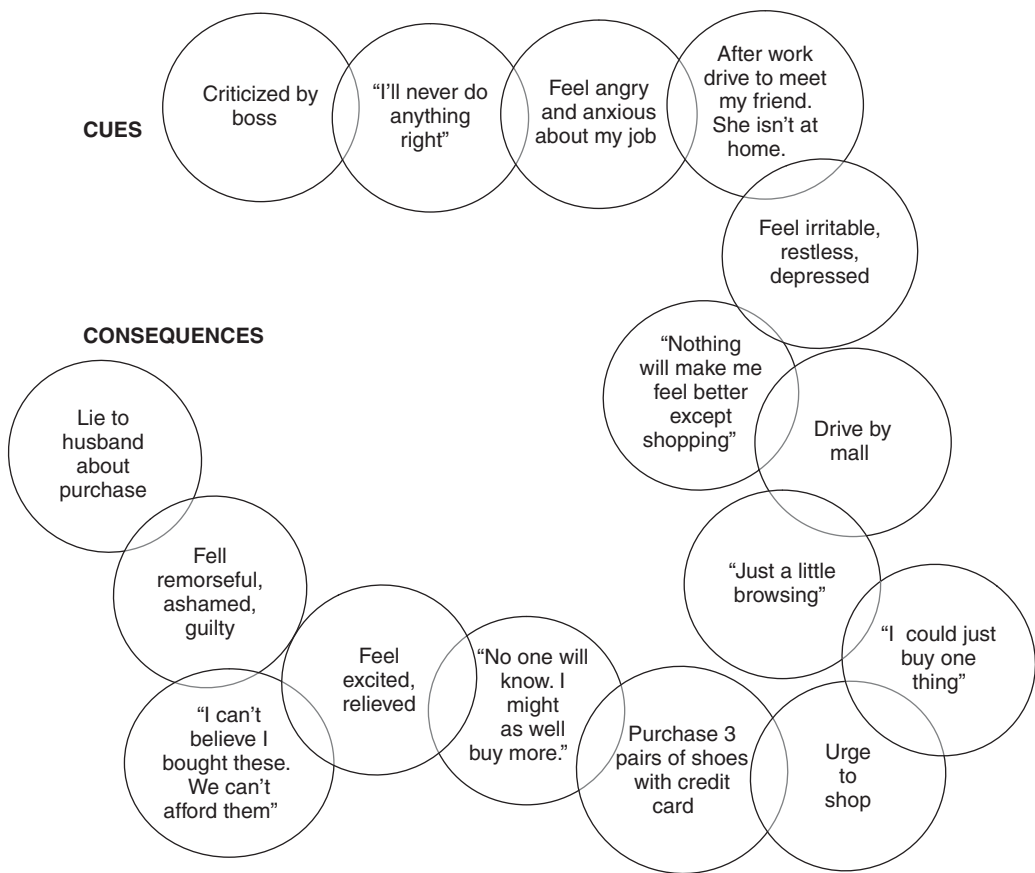 CUES
Criticized by
boss
“I’ll never do
anything
right”
Feel angry
and anxious
about my job
After work
drive to meet
my friend.
She isn’t at
home.
Feel irritable,
restless,
depressed
“Nothing
will make me
feel better
except
shopping”
Drive by
mall
“Just a little
browsing”
“I could just
buy one
thing”
Urge
to
shop
Purchase 3
pairs of shoes
with credit
card
“No one will
know. I
might
as well
buy more.”
Feel
excited,
relieved
“I can’t
believe I
bought these.
We can’t
afford them”
Fell
remorseful,
ashamed,
guilty
Lie to
husband
about
purchase
CONSEQUENCES